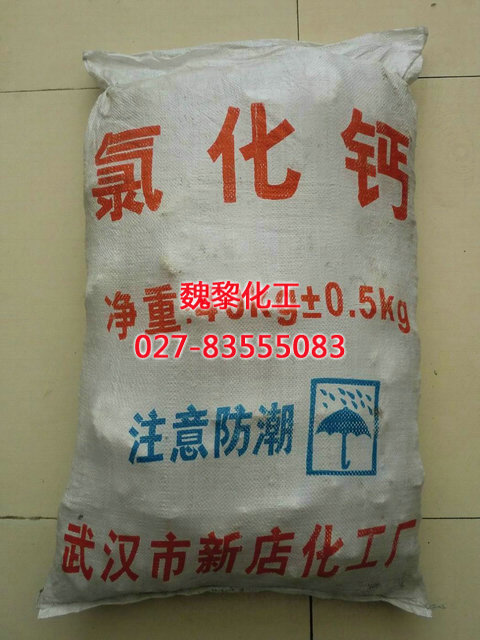 氯化钙
魏黎化工
净重: Kg±0.5kg
027-83555083
注意防潮
武汉市新店化工厂